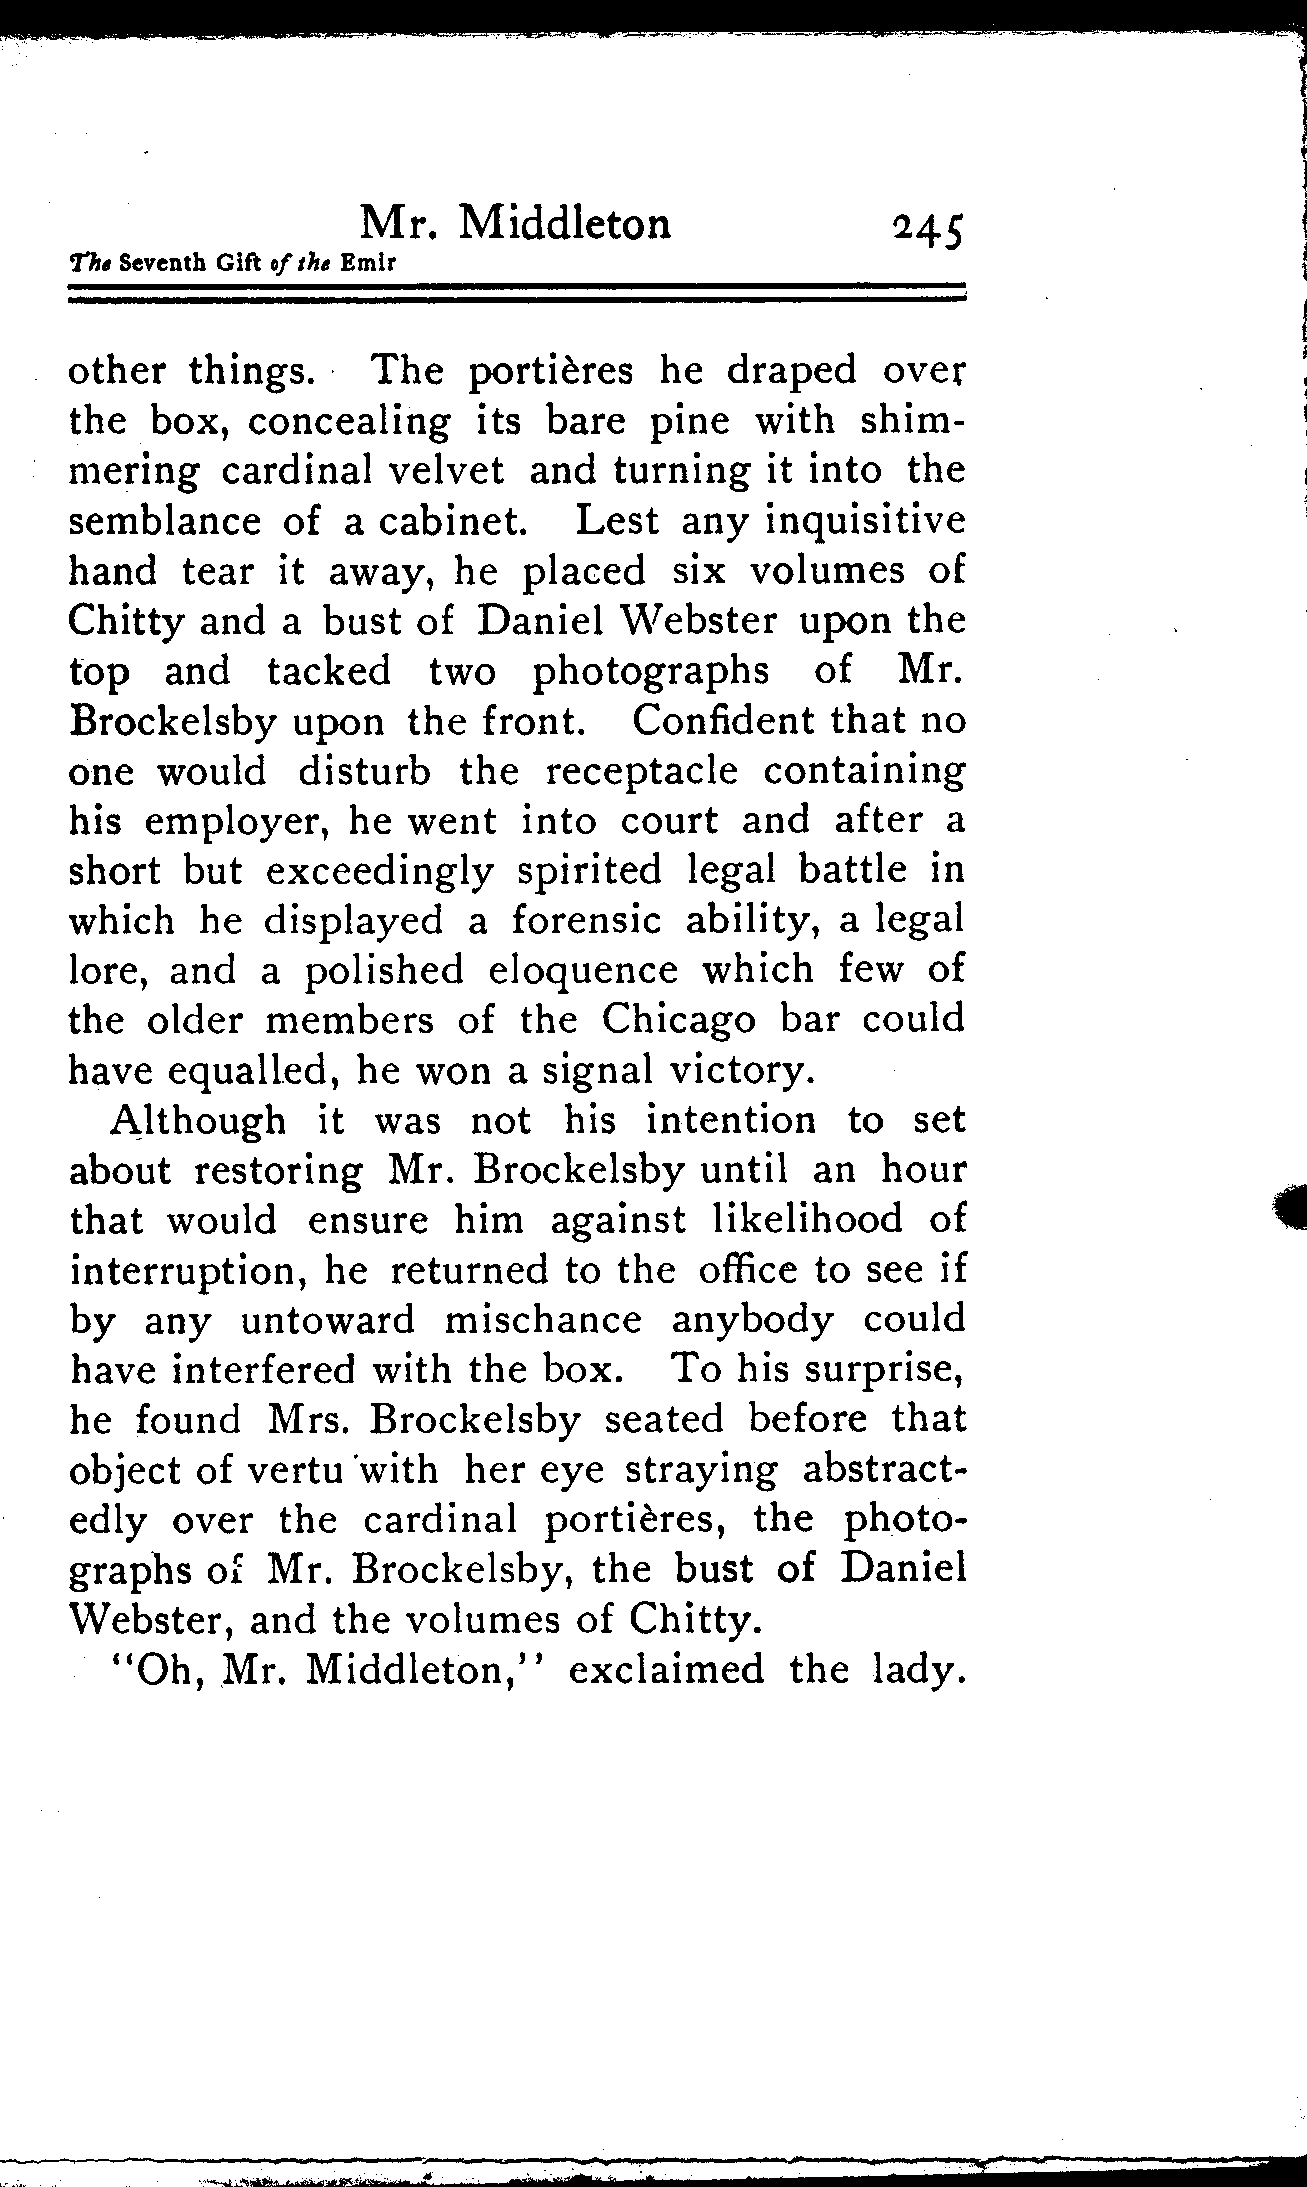 Mr. Middleton 245
The Seventh Gift of the Emir
other things. The portières he draped over
the box, concealing its bare pine with shim-
mering cardinal velvet and turning it into the
semblance of a cabinet. Lest any inquisitive
hand tear it away, he placed six volumes of
Chitty and a bust of Daniel Webster upon the
top and tacked two photographs of Mr.
Brockelsby upon the front. Confident that no
one would disturb the receptacle containing
his employer, he went into court and after a
short but exceedingly spirited legal battle in
which he displayed a forensic ability, a legal
lore, and a polished eloquence which few of
the older members of the Chicago bar could
have equalled, he won a signal victory.
Although it was not his intention to set
about restoring Mr. Brockelsby until an hour
that would ensure him against likelihood of
interruption, he returned to the office to see if
by any untoward mischance anybody could
have interfered with the box. To his surprise,
he found Mrs. Brockelsby seated before that
object of vertu with her eye straying abstract-
edly over the cardinal portières, the photo-
graphs of Mr. Brockelsby, the bust of Daniel
Webster, and the volumes of Chitty.
"Oh, Mr. Middleton," exclaimed the lady.